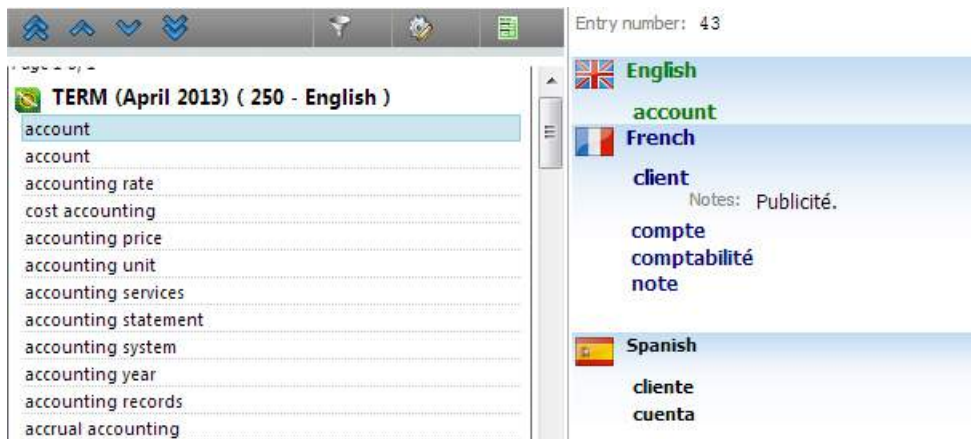 TERM (April 2013) ( 250 - English )
account
account
accounting rate
cost accounting
accounting price
accounting unit
accounting services
accounting statement
accounting system
accounting year
accounting records
accrual accounting
Entry number: 43
English
account
French
client
Notes: Publicité.
compte
comptabilité
note
Spanish
cliente
cuenta